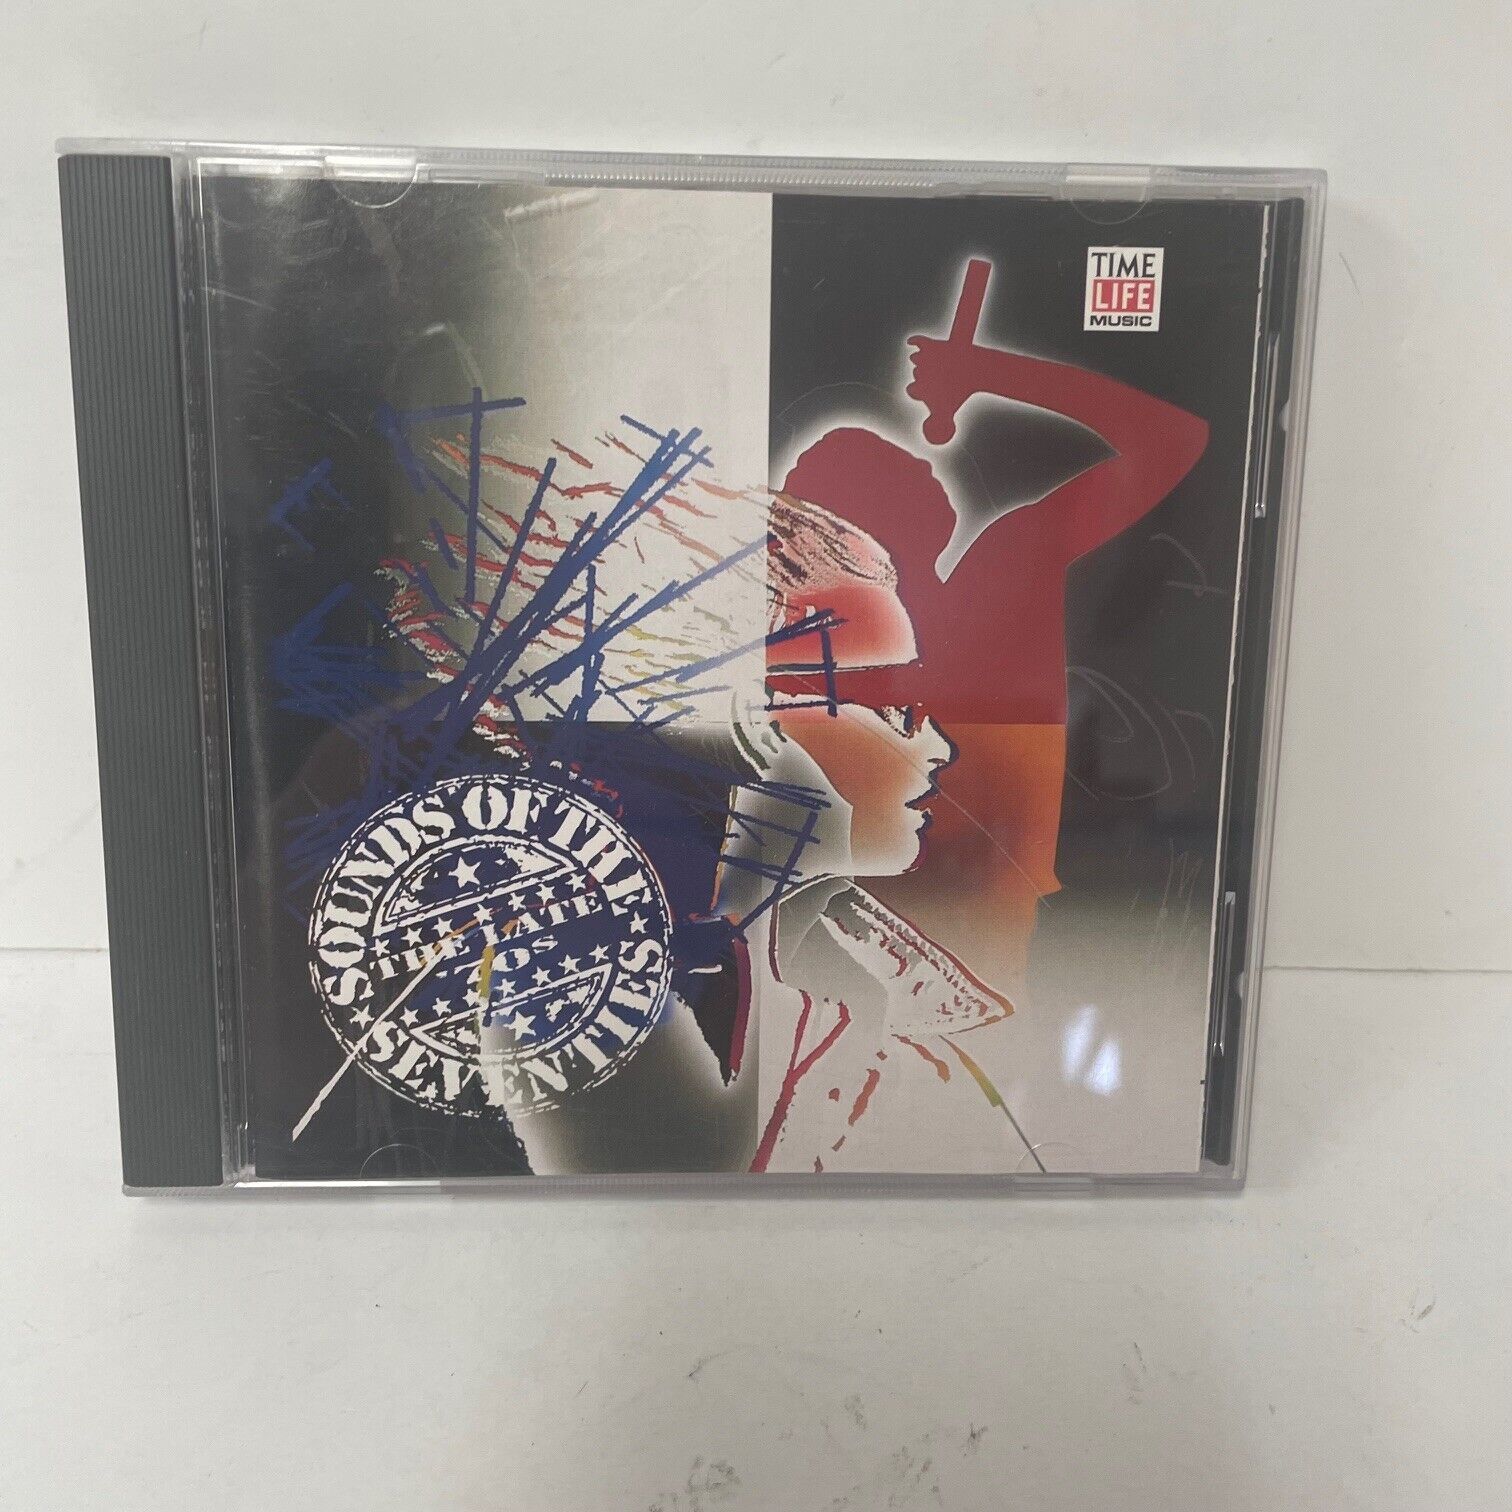 TIME
LIFE
MUSIC
SOUNDS OF THE
THE LATE
70s
SEVENTIES